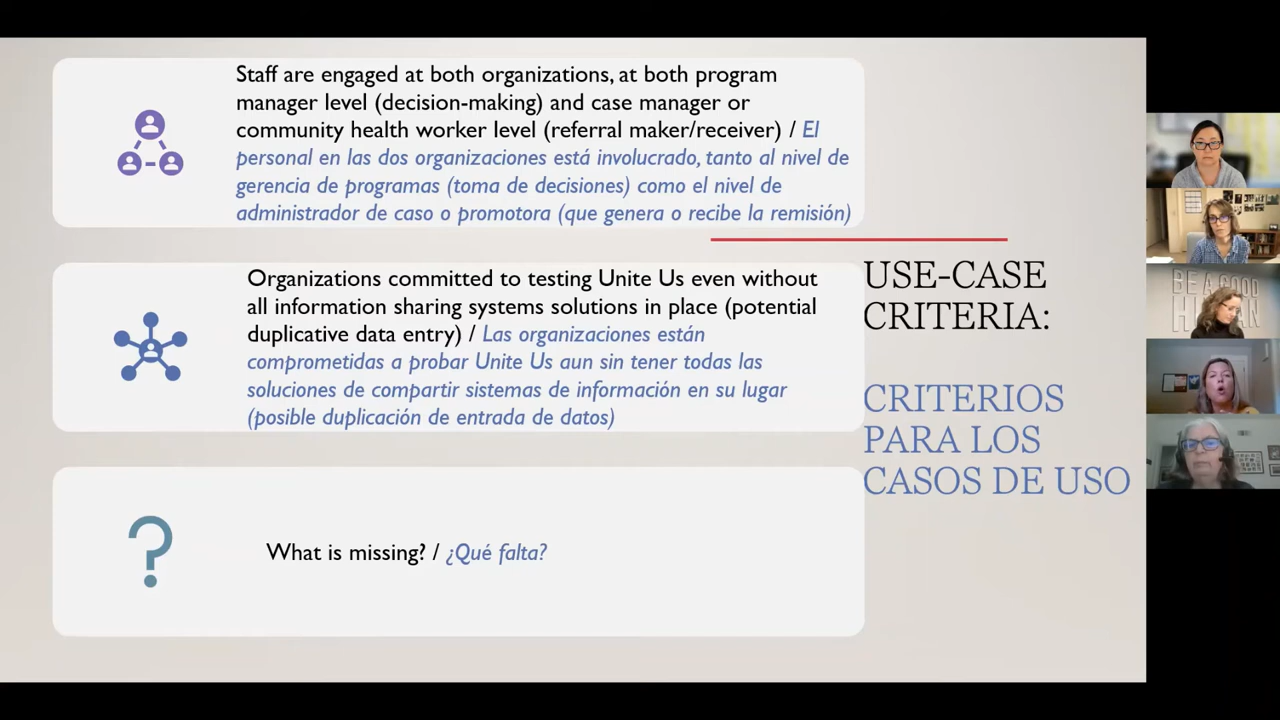 Staff are engaged at both organizations, at both program
manager level (decision-making) and case manager or
community health worker level (referral maker/receiver) / El
personal en las dos organizaciones está involucrado, tanto al nivel de
gerencia de programas (toma de decisiones) como el nivel de
administrador de caso o promotora (que genera o recibe la remisión)
Organizations committed to testing Unite Us even without
all information sharing systems solutions in place (potential
duplicative data entry) / Las organizaciones están
comprometidas a probar Unite Us aun sin tener todas las
soluciones de compartir sistemas de información en su lugar
(posible duplicación de entrada de datos)
What is missing? / ¿Qué falta?
USE-CASE
CRITERIA:
CRITERIOS
PARA LOS
CASOS DE USO
BE A GOOD